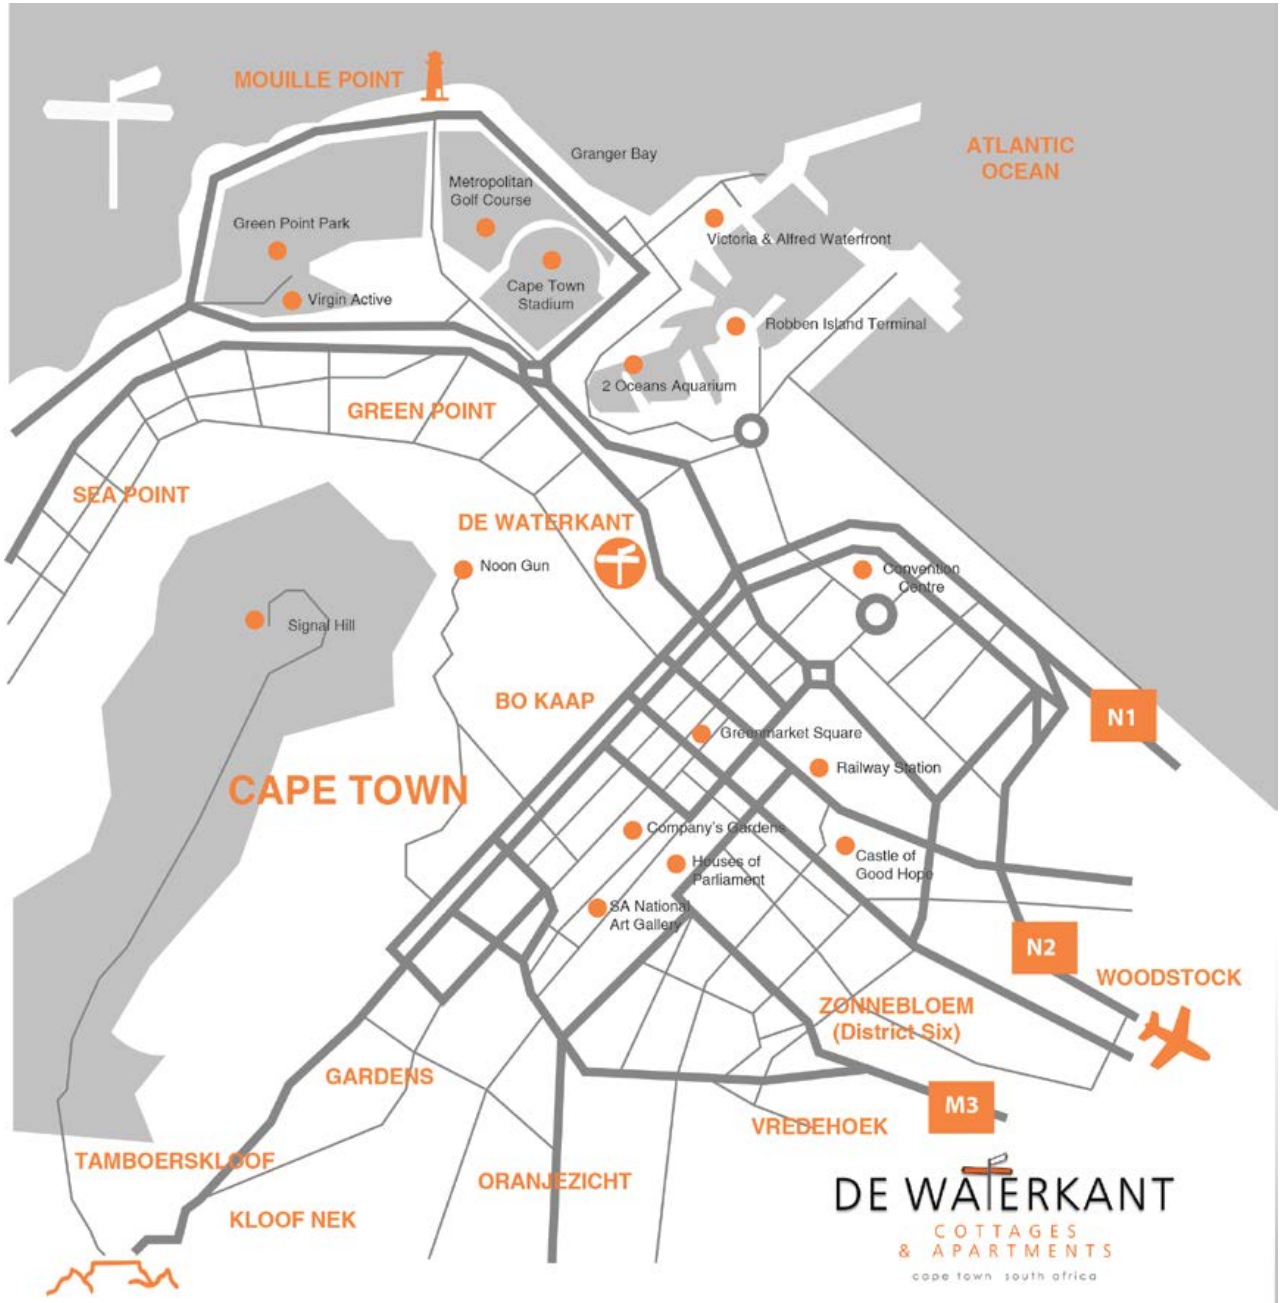 MOUILLE POINT
ATLANTIC
OCEAN
Granger Bay
Metropolitan
Golf Course
Green Point Park
Victoria & Alfred Waterfront
Cape Town
Stadium
Virgin Active
Robben Island Terminal
2 Oceans Aquarium
GREEN POINT
SEA POINT
DE WATERKANT
Noon Gun
Convention
Centre
Signal Hill
BO KAAP
N1
Greenmarket Square
Railway Station
CAPE TOWN
Company's Gardens
Houses of
Parliament
Castle of
Good Hope
SA National
Art Gallery
N2
WOODSTOCK
ZONNEBLOEM
(District Six)
GARDENS
M3
VREDEHOEK
TAMBOERSKLOOF
ORANJEZICHT
KLOOF NEK
DE WATERKANT
COTTAGES
& APARTMENTS
cape town south africa